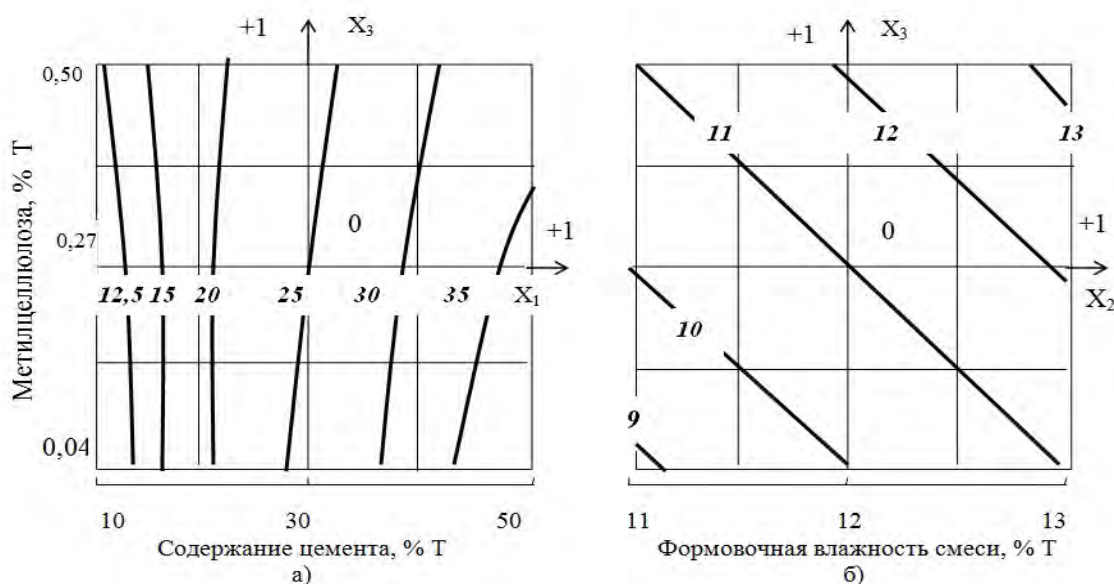 +1 X₃
0,50
0
+1
0,27
12,5 15 20 25 30 35 X₁
0,04
Метилцеллюлоза, % Т
10 30 50
Содержание цемента, % Т
а)
+1 X₃
11 12 13
0
+1
X₂
10
9
11 12 13
Формовочная влажность смеси, % Т
б)